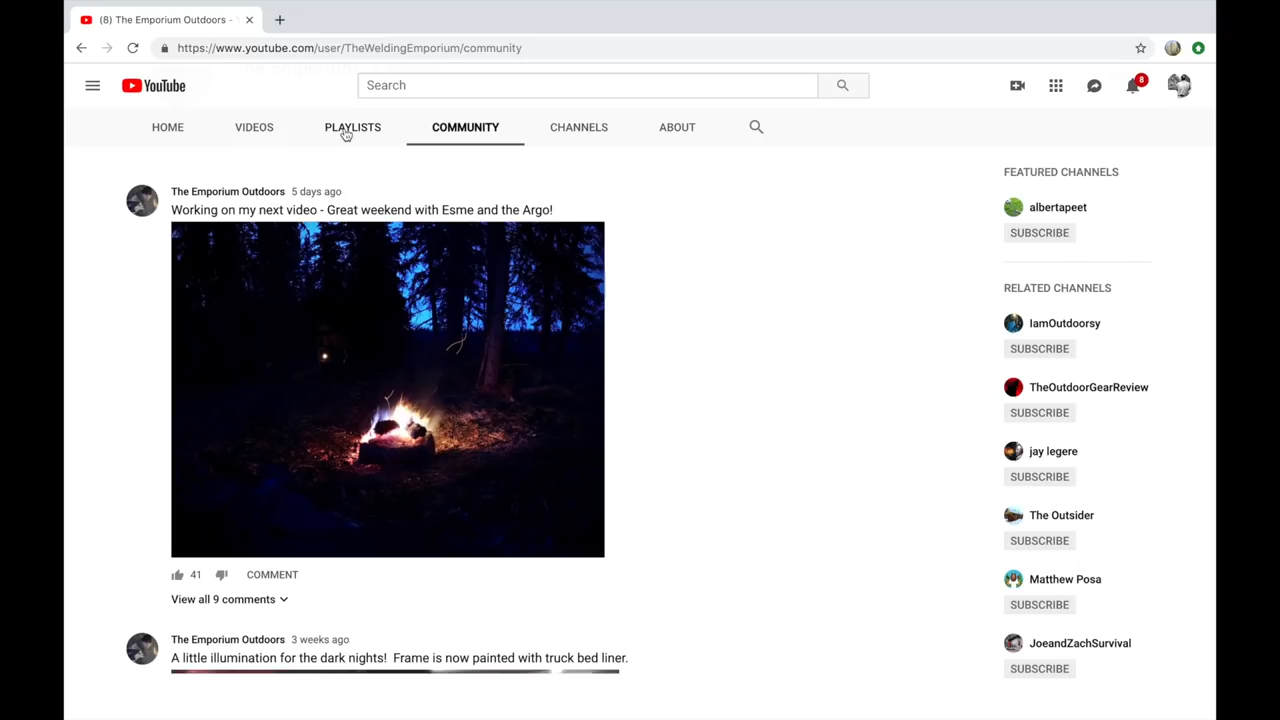 (8) The Emporium Outdoors -
https://www.youtube.com/user/TheWeldingEmporium/community
YouTube
Search
8
HOME VIDEOS PLAYLISTS COMMUNITY CHANNELS ABOUT
The Emporium Outdoors 5 days ago
Working on my next video - Great weekend with Esme and the Argo!
41 COMMENT
View all 9 comments
The Emporium Outdoors 3 weeks ago
A little illumination for the dark nights! Frame is now painted with truck bed liner.
FEATURED CHANNELS
albertapeet
SUBSCRIBE
RELATED CHANNELS
IamOutdoorsy
SUBSCRIBE
TheOutdoorGearReview
SUBSCRIBE
jay legere
SUBSCRIBE
The Outsider
SUBSCRIBE
Matthew Posa
SUBSCRIBE
JoeandZachSurvival
SUBSCRIBE